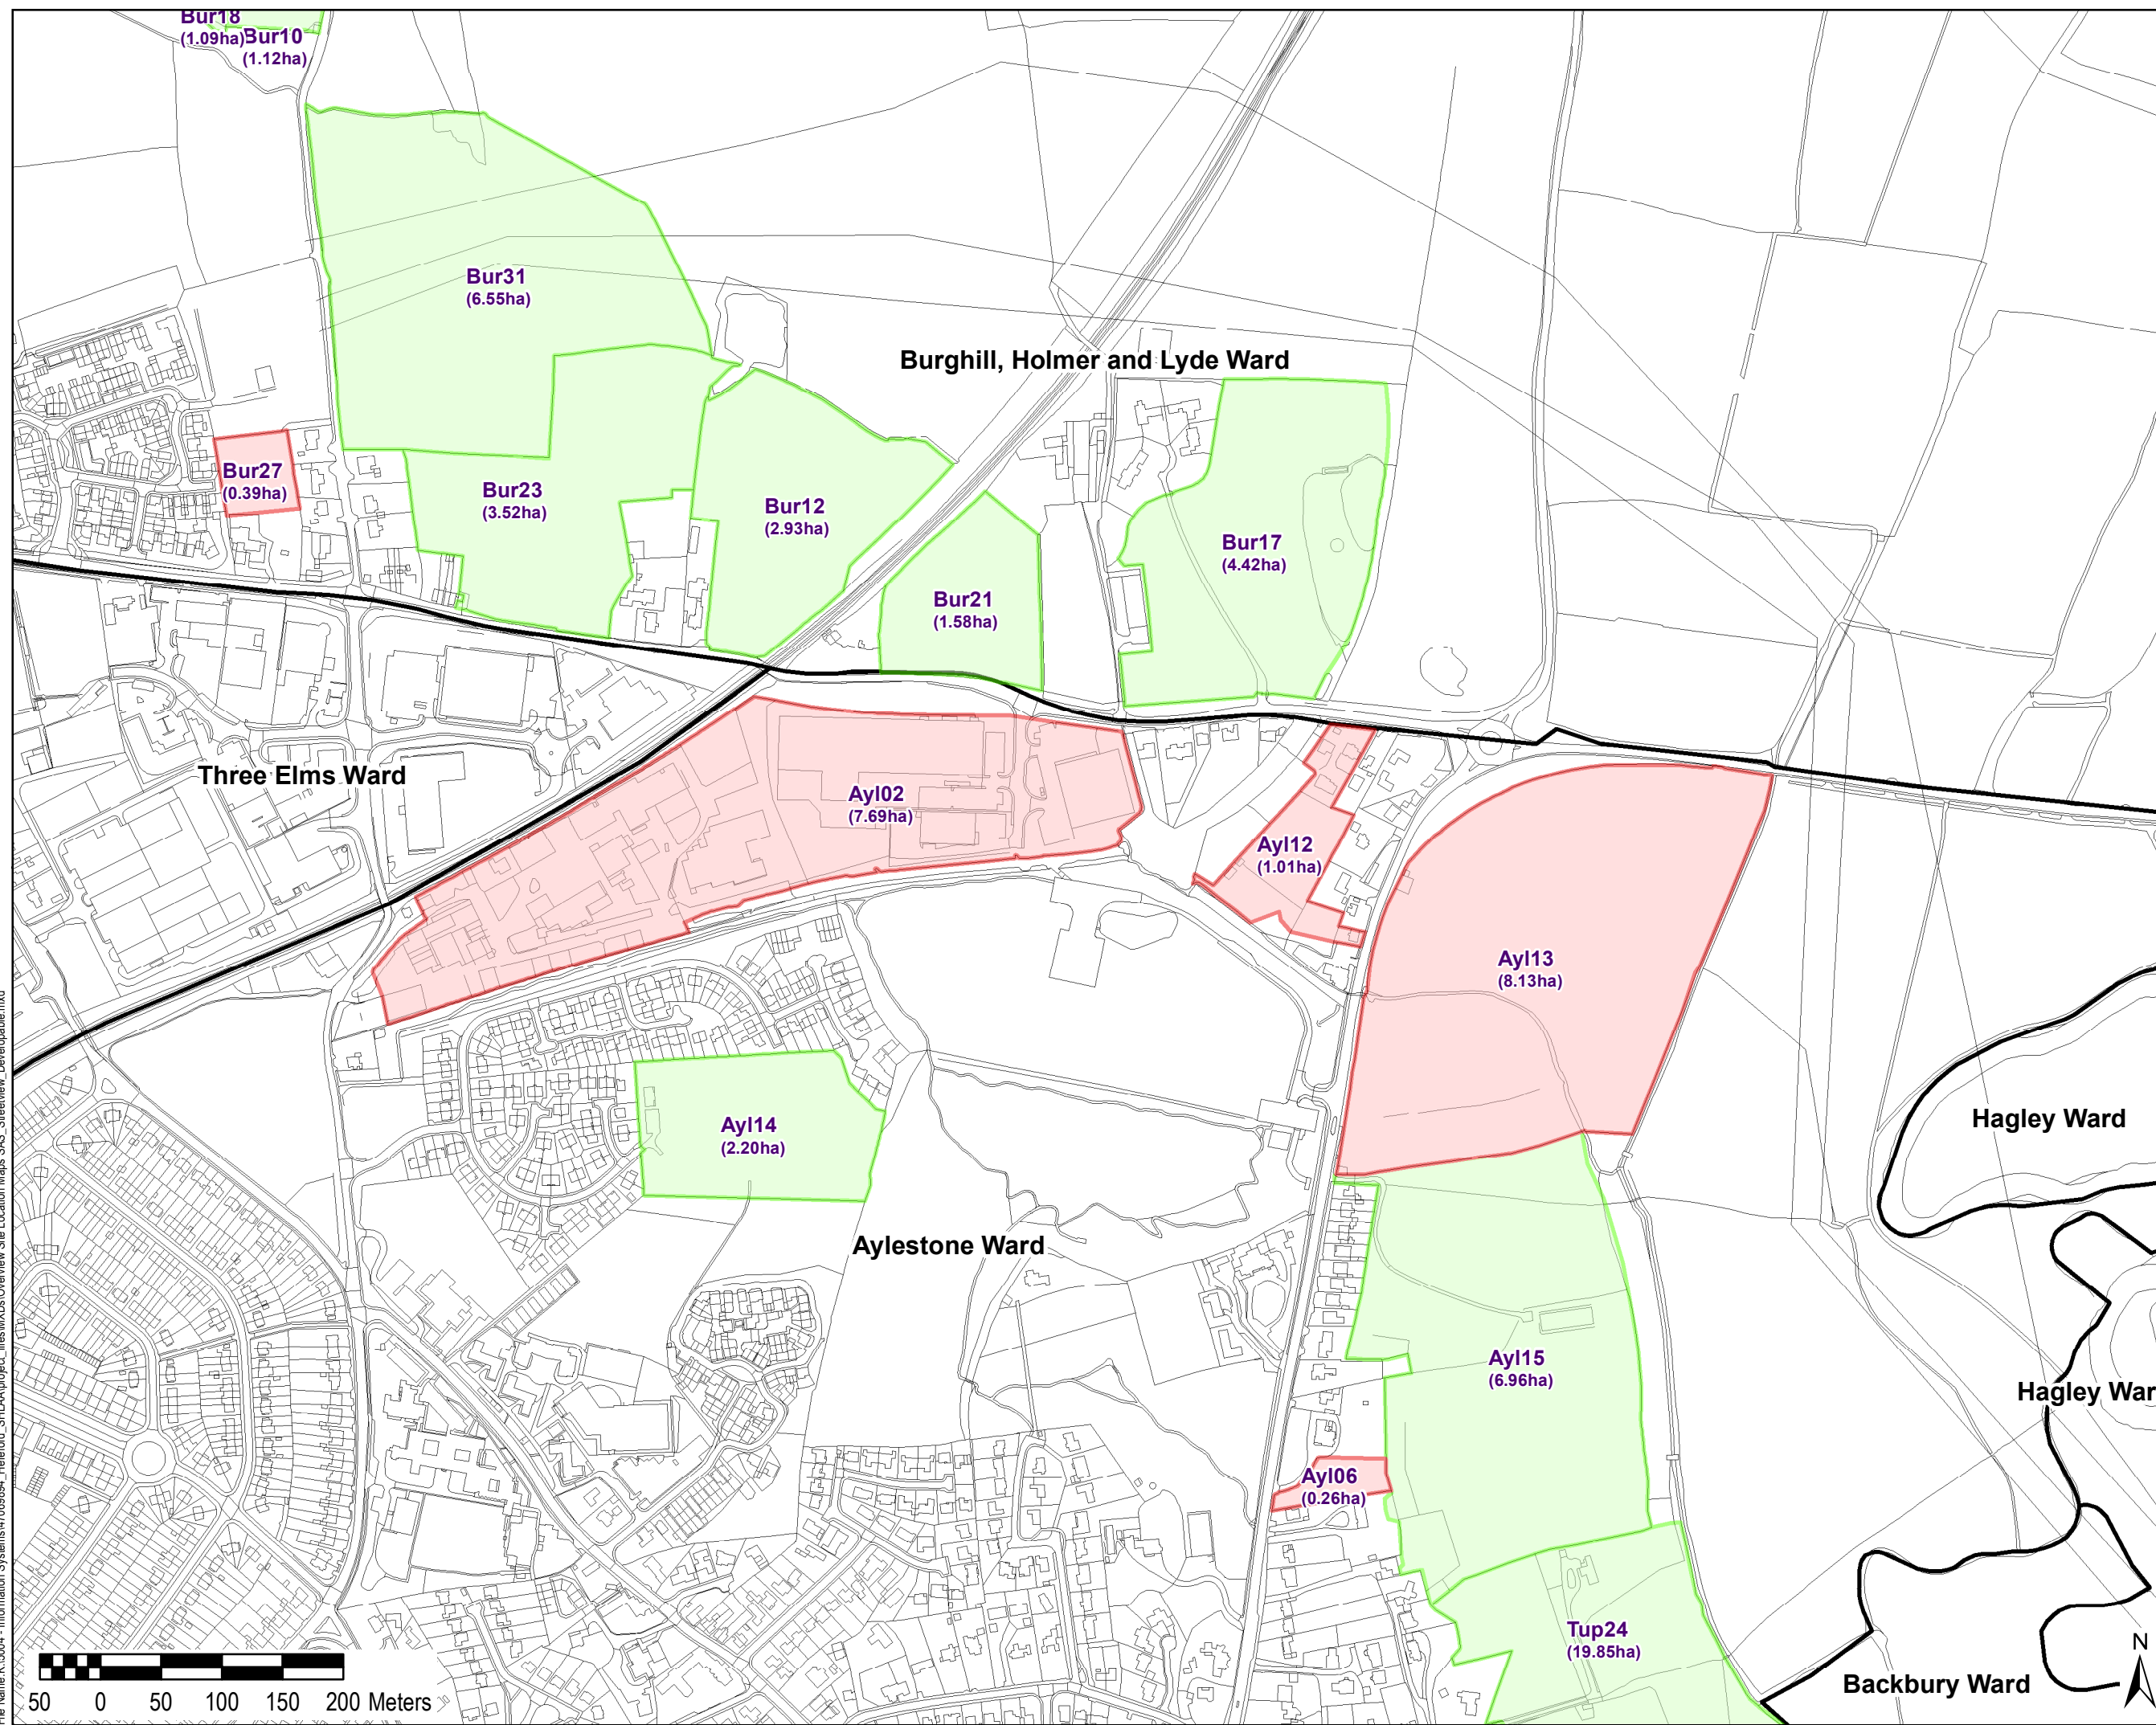 Bur18
(1.09ha)
Bur10
(1.12ha)
Bur31
(6.55ha)
Burghill, Holmer and Lyde Ward
Bur27
(0.39ha)
Bur23
(3.52ha)
Bur12
(2.93ha)
Bur17
(4.42ha)
Bur21
(1.58ha)
Three Elms Ward
Ayl02
(7.69ha)
Ayl12
(1.01ha)
Ayl13
(8.13ha)
Hagley Ward
Ayl14
(2.20ha)
Aylestone Ward
Ayl15
(6.96ha)
Hagley War
Ayl06
(0.26ha)
Tup24
(19.85ha)
Backbury Ward
N
50 0 50 100 150 200 Meters